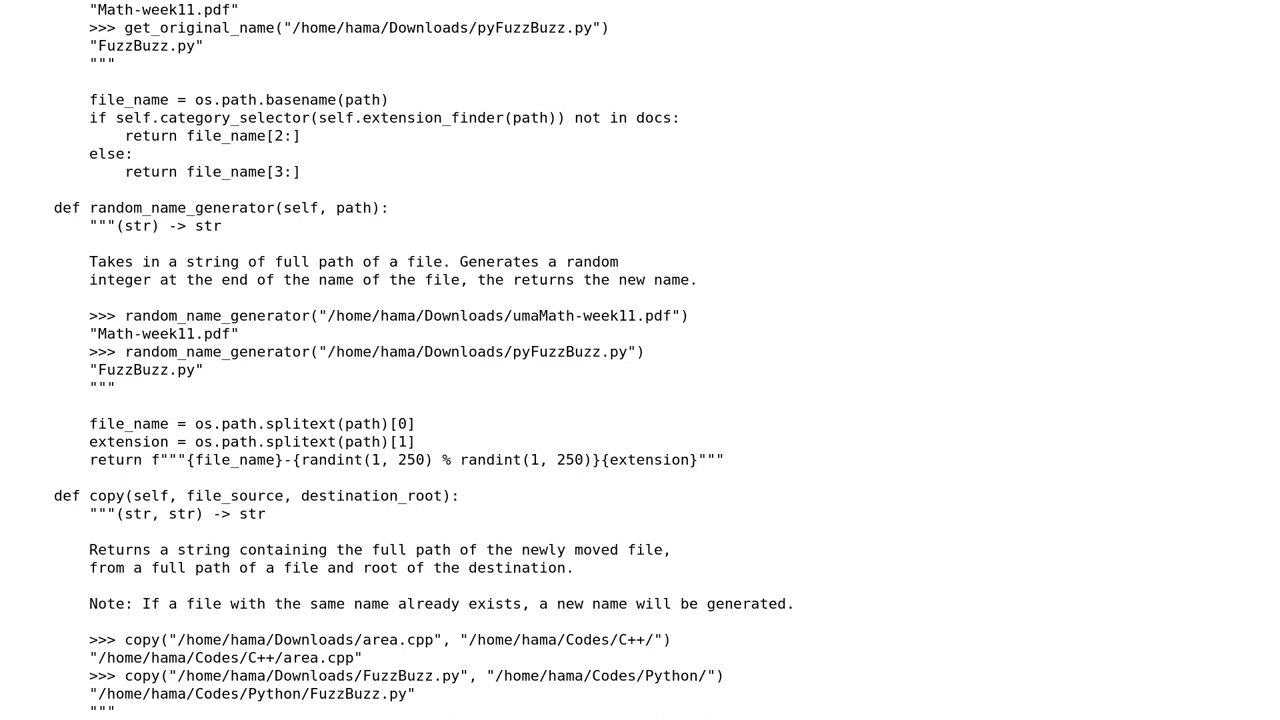 "Math-week11.pdf"
>>> get_original_name("/home/hama/Downloads/pyFuzzBuzz.py")
"FuzzBuzz.py"
"""
file_name = os.path.basename(path)
if self.category_selector(self.extension_finder(path)) not in docs:
return file_name[2:]
else:
return file_name[3:]
def random_name_generator(self, path):
"""(str) -> str
Takes in a string of full path of a file. Generates a random
integer at the end of the name of the file, the returns the new name.
>>> random_name_generator("/home/hama/Downloads/umaMath-week11.pdf")
"Math-week11.pdf"
>>> random_name_generator("/home/hama/Downloads/pyFuzzBuzz.py")
"FuzzBuzz.py"
"""
file_name = os.path.splitext(path)[0]
extension = os.path.splitext(path)[1]
return f"""{file_name}-{randint(1, 250) % randint(1, 250)}{extension}"""
def copy(self, file_source, destination_root):
"""(str, str) -> str
Returns a string containing the full path of the newly moved file,
from a full path of a file and root of the destination.
Note: If a file with the same name already exists, a new name will be generated.
>>> copy("/home/hama/Downloads/area.cpp", "/home/hama/Codes/C++/")
"/home/hama/Codes/C++/area.cpp"
>>> copy("/home/hama/Downloads/FuzzBuzz.py", "/home/hama/Codes/Python/")
"/home/hama/Codes/Python/FuzzBuzz.py"
"""